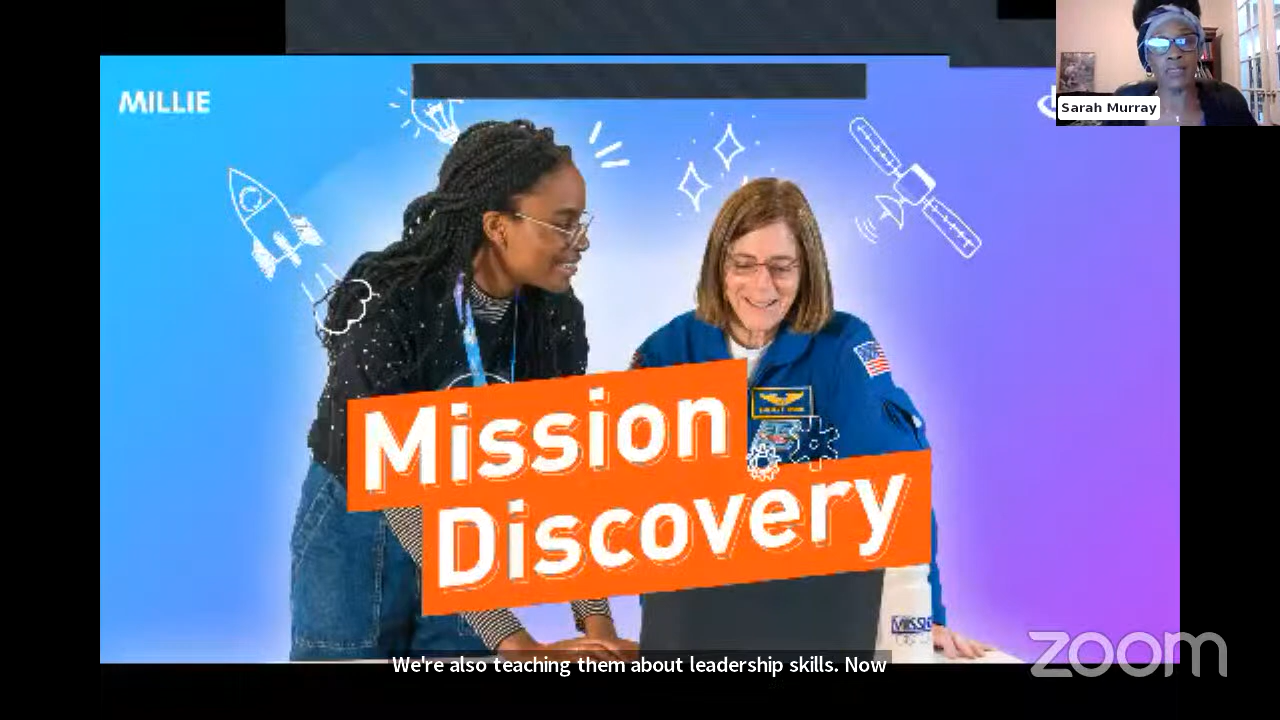 MILLIE
Sarah Murray
Mission
Discovery
We're also teaching them about leadership skills. Now
zoom